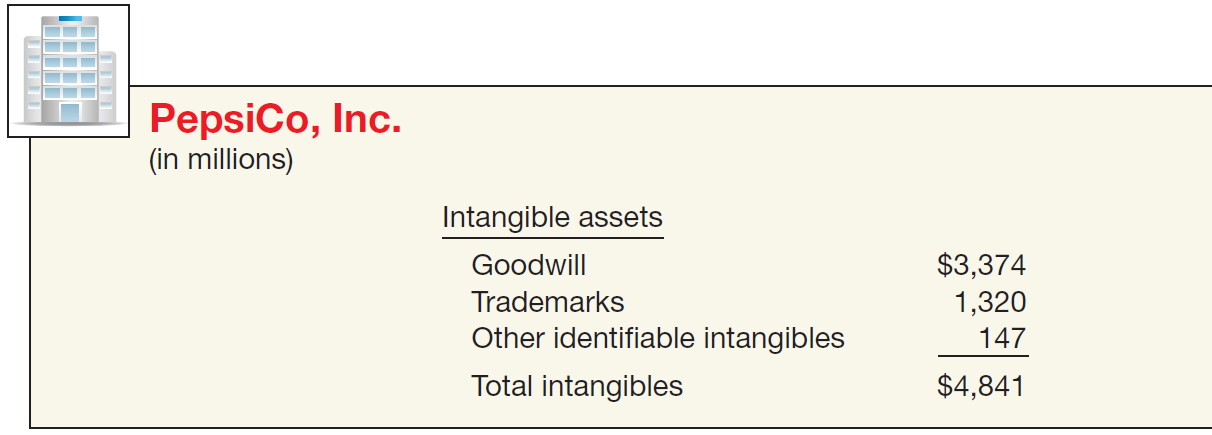 PepsiCo, Inc.
(in millions)
Intangible assets
Goodwill $3,374
Trademarks 1,320
Other identifiable intangibles 147
Total intangibles $4,841